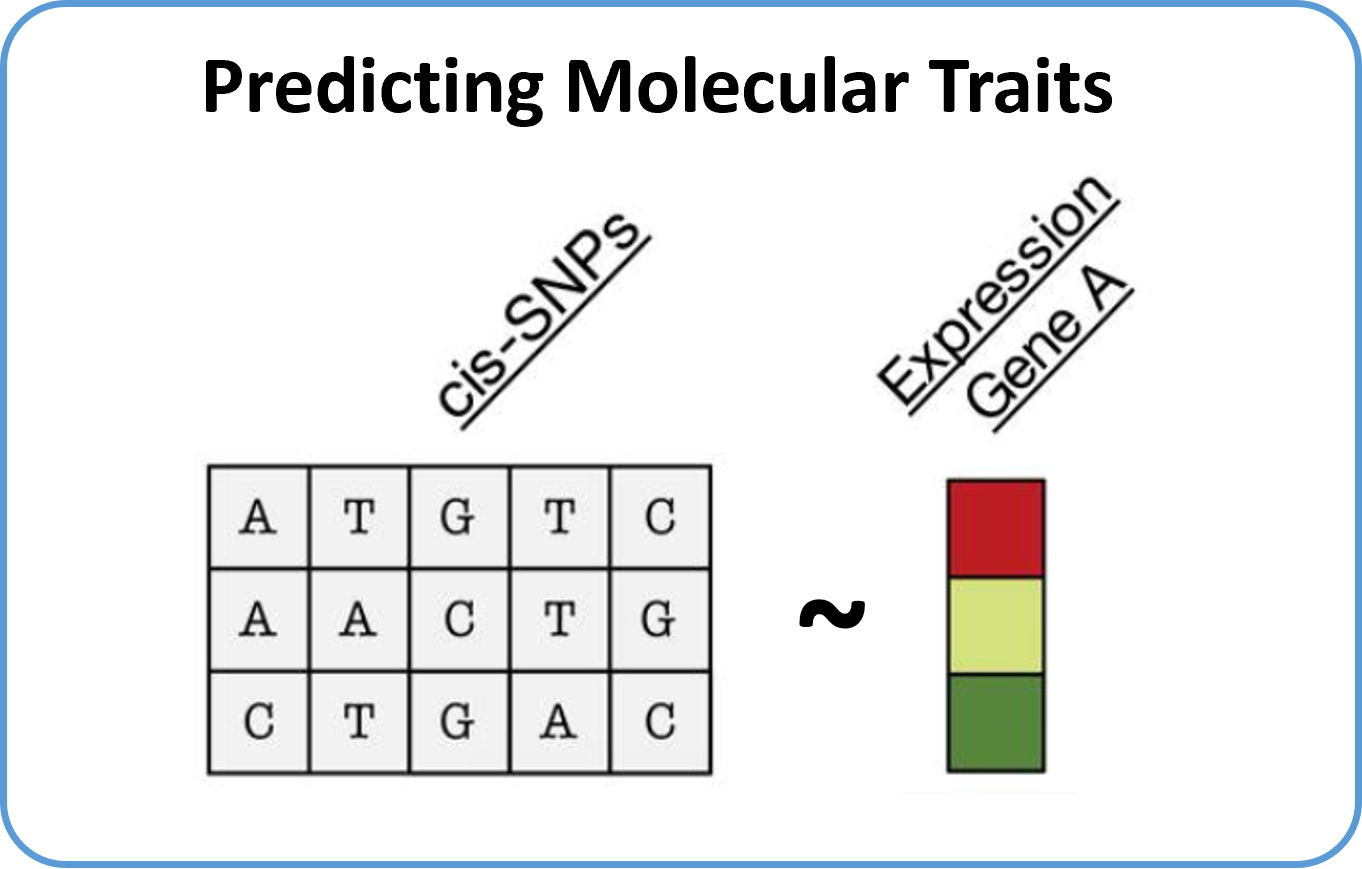 Predicting Molecular Traits
cis-SNPs
Expression
Gene A
A T G T C
A A C T G
~
C T G A C